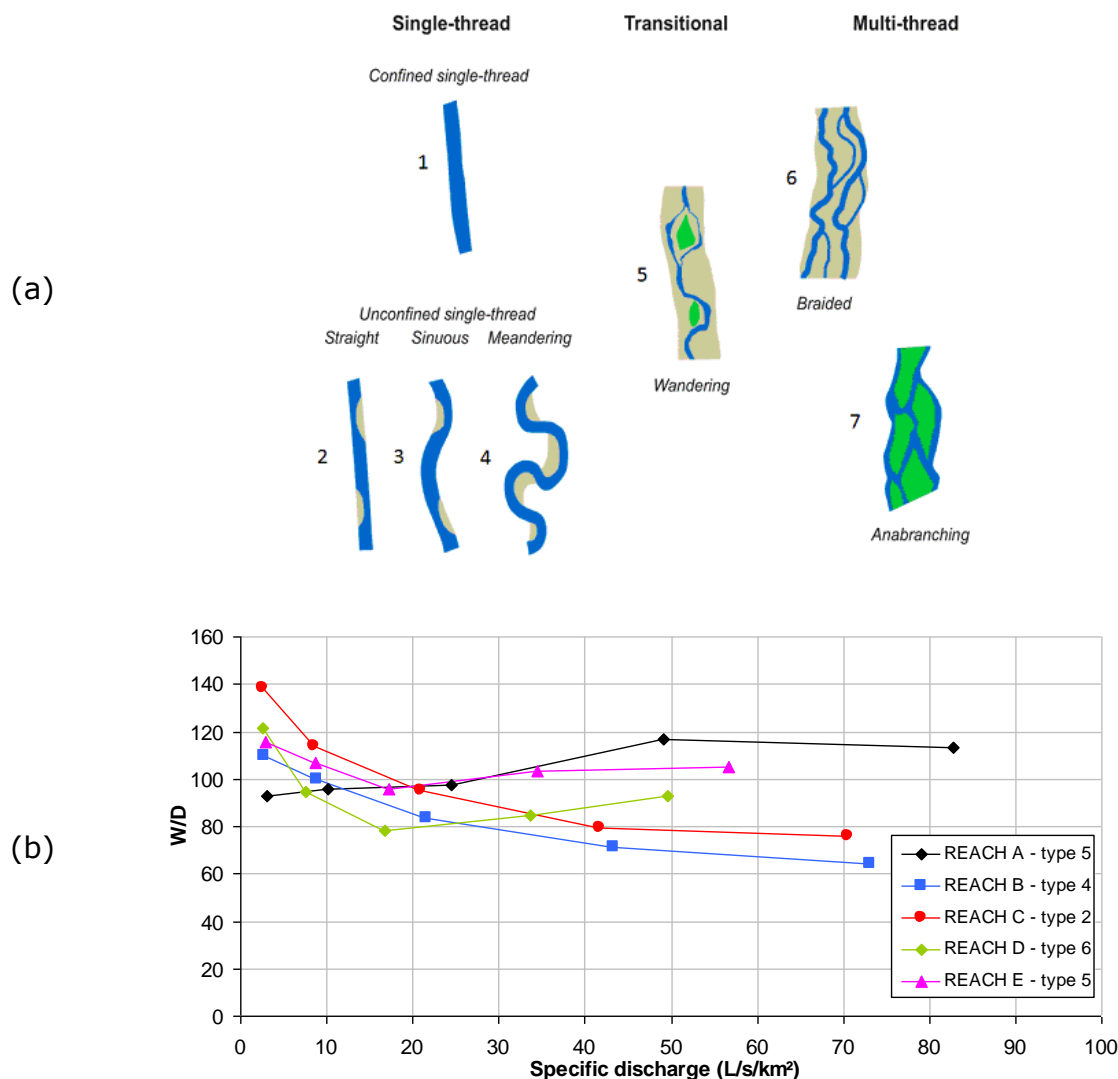 Single-thread Transitional Multi-thread
Confined single-thread
1
6
5
(a)
Braided
Unconfined single-thread
Straight Sinuous Meandering
Wandering
2 3 4
7
Anabranching
160
140
120
100
80
60
40
20
0
W/D
(b)
REACH A - type 5
REACH B - type 4
REACH C - type 2
REACH D - type 6
REACH E - type 5
0 10 20 30 40 50 60 70 80 90 100
Specific discharge (L/s/km²)